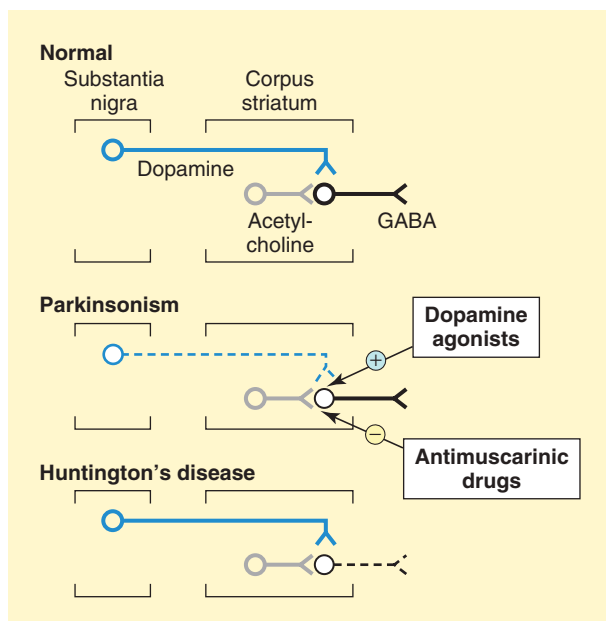 Normal
Substantia
nigra
Corpus
striatum
Dopamine
Acetyl-
choline
GABA
Parkinsonism
Dopamine
agonists
+
−
Antimuscarinic
drugs
Huntington's disease